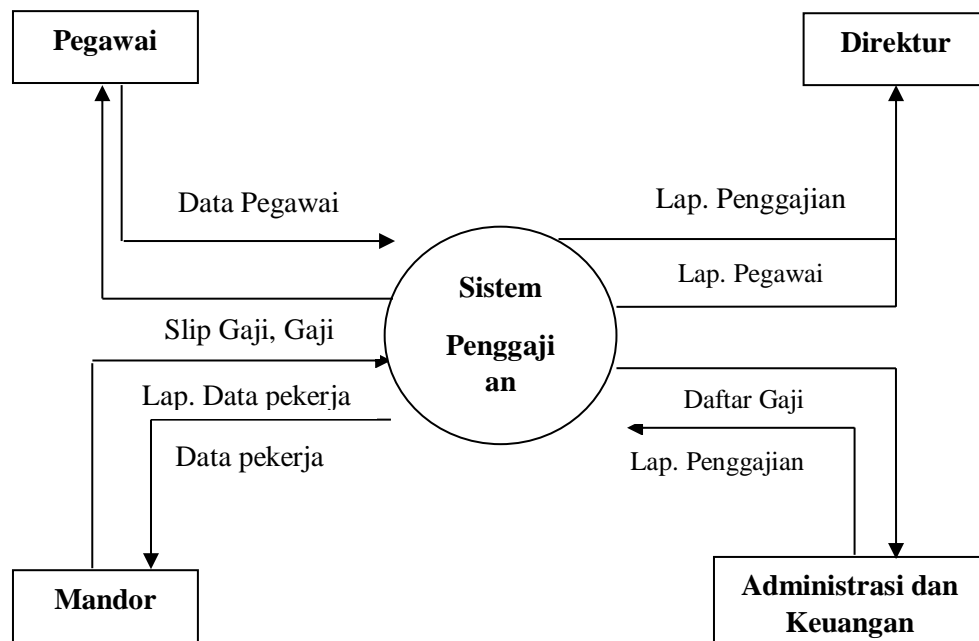 Pegawai
Direktur
Data Pegawai
Lap. Penggajian
Lap. Pegawai
Sistem
Penggaji
an
Slip Gaji, Gaji
Lap. Data pekerja
Daftar Gaji
Data pekerja
Lap. Penggajian
Mandor
Administrasi dan
Keuangan